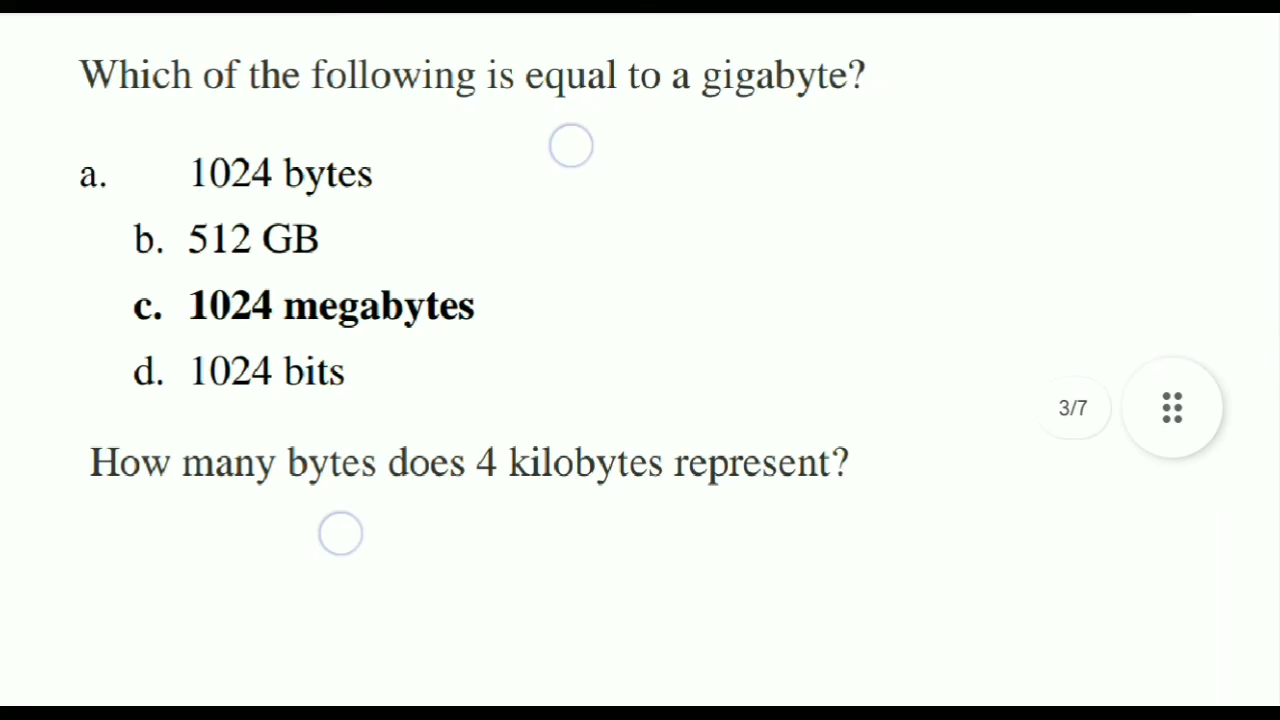 Which of the following is equal to a gigabyte?
a. 1024 bytes
b. 512 GB
c. 1024 megabytes
d. 1024 bits
3/7
How many bytes does 4 kilobytes represent?